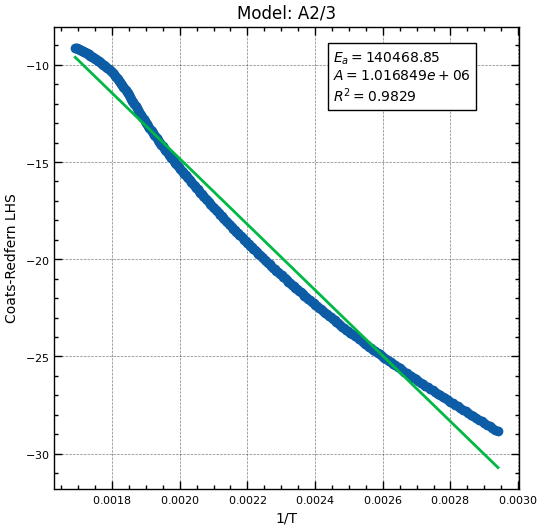 Model: A2/3
E_a = 140468.85
A = 1.016849e + 06
R^2 = 0.9829
Coats-Redfern LHS
−10
−15
−20
−25
−30
0.0018 0.0020 0.0022 0.0024 0.0026 0.0028 0.0030
1/T